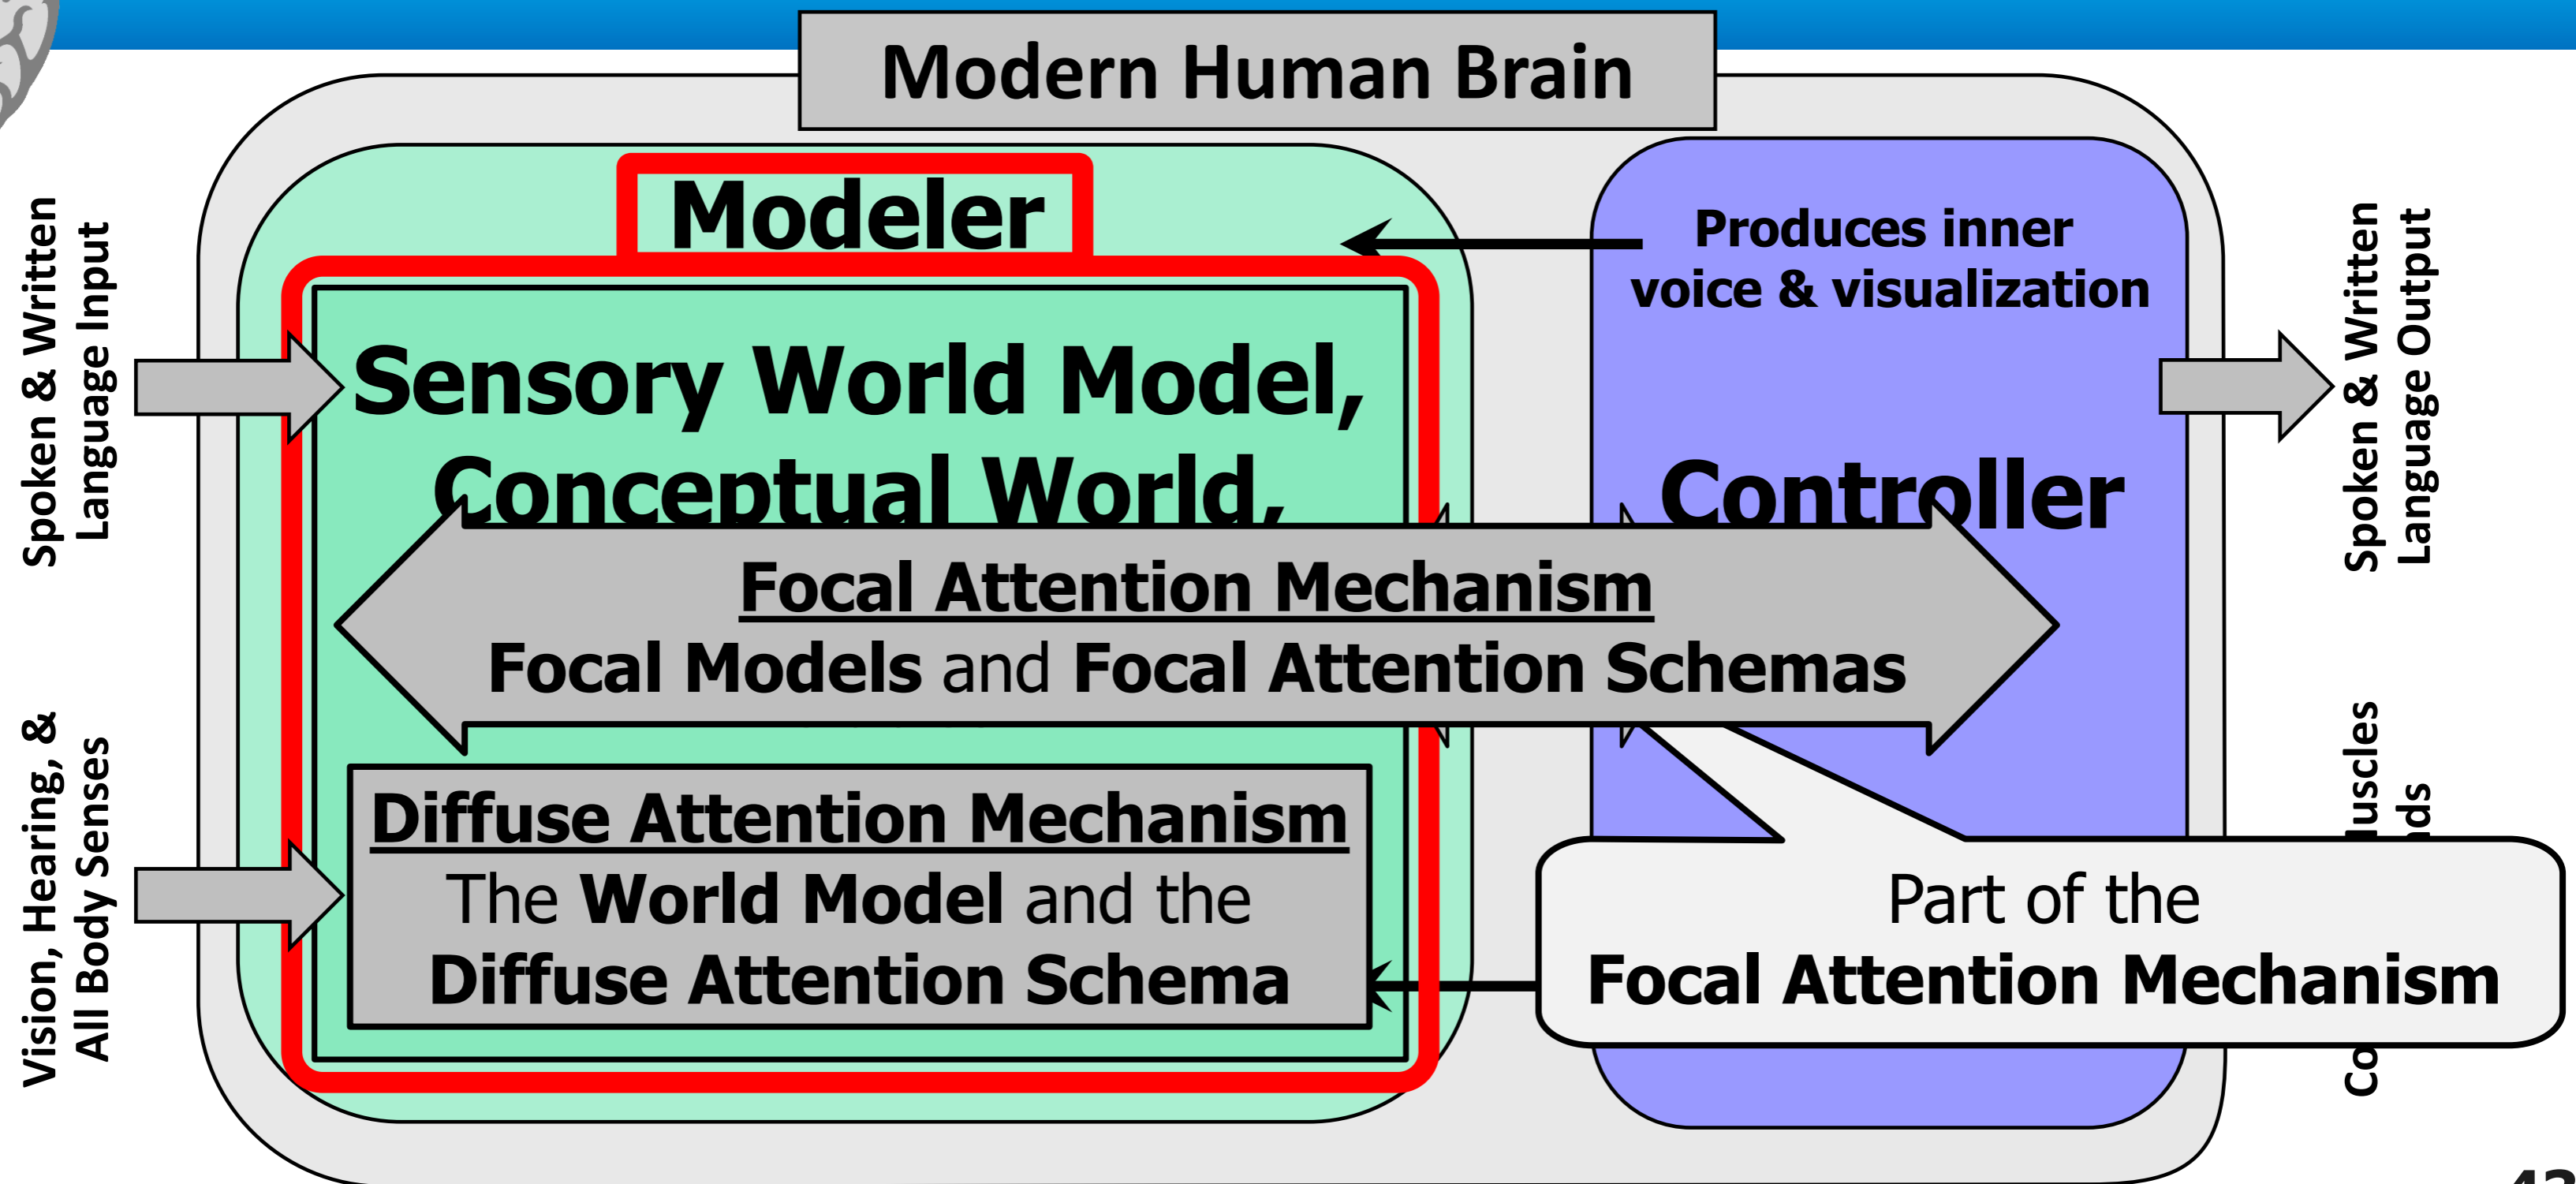 Modern Human Brain
Spoken & Written
Language Input
Vision, Hearing, &
All Body Senses
Modeler
Sensory World Model,
Conceptual World,
Produces inner
voice & visualization
Controller
Focal Attention Mechanism
Focal Models and Focal Attention Schemas
Diffuse Attention Mechanism
The World Model and the
Diffuse Attention Schema
Part of the
Focal Attention Mechanism
Spoken & Written
Language Output